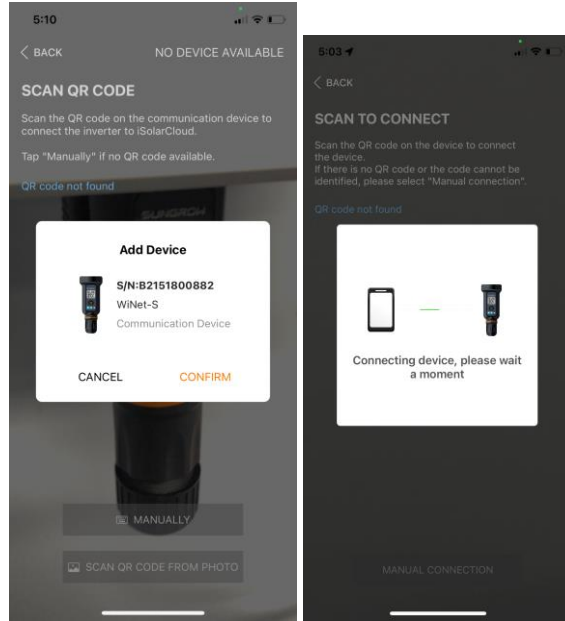 5:10
BACK
NO DEVICE AVAILABLE
SCAN QR CODE
Scan the QR code on the communication device to
connect the inverter to iSolarCloud.
Tap "Manually" if no QR code available.
QR code not found
SUNGROW
Add Device
S/N:B2151800882
WiNet-S
Communication Device
CANCEL
CONFIRM
MANUALLY
SCAN QR CODE FROM PHOTO
5:03
BACK
SCAN TO CONNECT
Scan the QR code on the device to connect
the device.
If there is no QR code or the code cannot be
identified, please select "Manual connection".
QR code not found
Connecting device, please wait
a moment
MANUAL CONNECTION